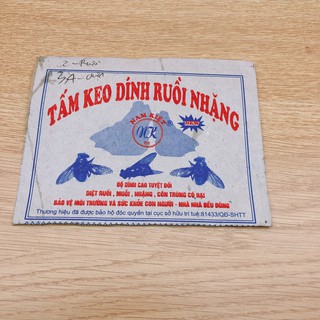 TẤM KEO DÍNH RUỒI NHẶNG
NAM KIỆT
NK
ĐỘ DÍNH CAO TUYỆT ĐỐI
DIỆT RUỒI, MUỖI, NHẶNG, CÔN TRÙNG CÓ HẠI
BẢO VỆ MÔI TRƯỜNG VÀ SỨC KHỎE CON NGƯỜI - NHÀ NHÀ ĐỀU DÙNG
Thương hiệu đã được bảo hộ độc quyền tại cục sở hữu trí tuệ: 81433/QĐ-SHTT